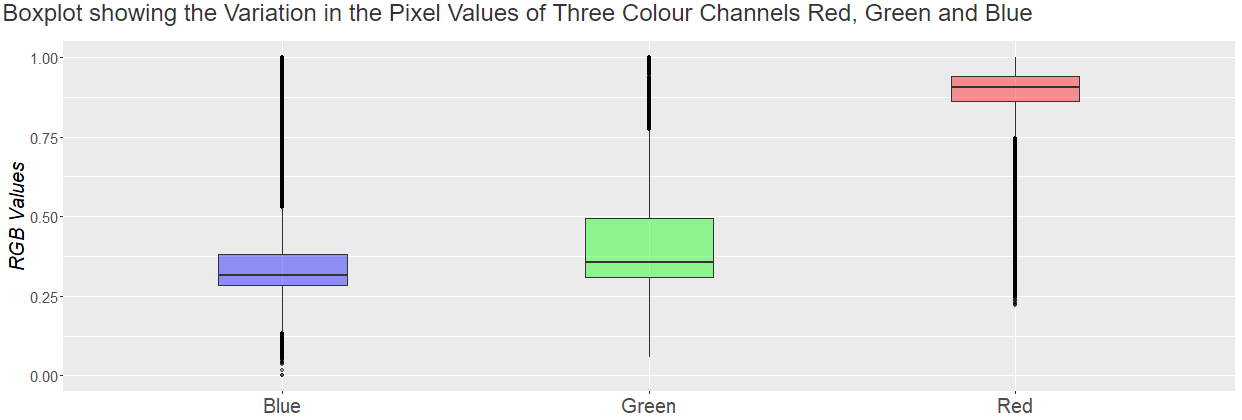 Boxplot showing the Variation in the Pixel Values of Three Colour Channels Red, Green and Blue
RGB Values
1.00
0.75
0.50
0.25
0.00
Blue Green Red